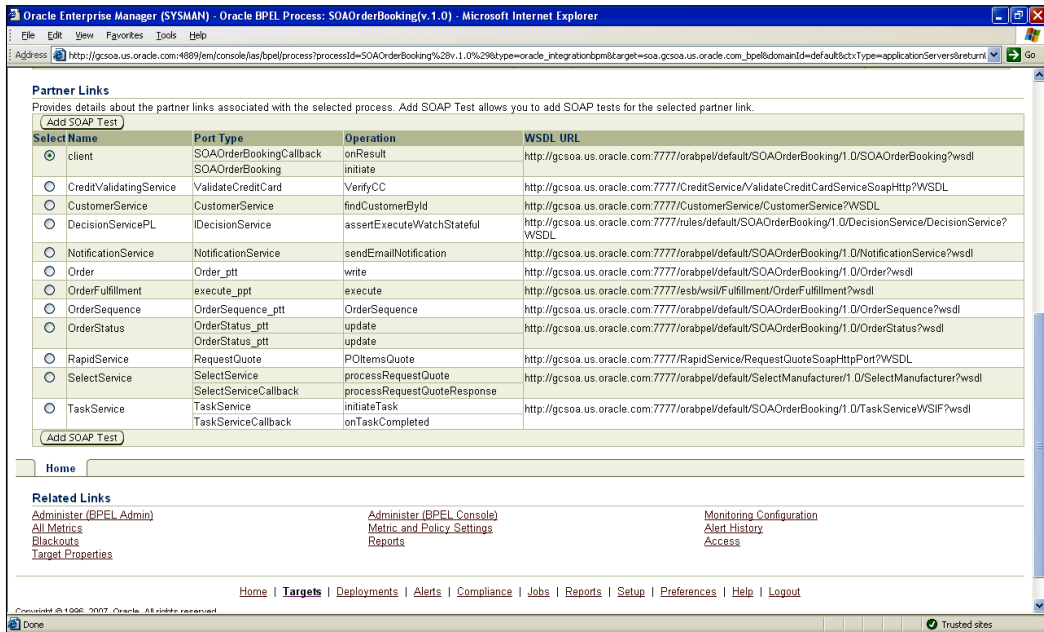 Oracle Enterprise Manager (SYSMAN) - Oracle BPEL Process: SOAOrderBooking(v.1.0) - Microsoft Internet Explorer
File Edit View Favorites Tools Help
Address http://gcsoa.us.oracle.com:4889/em/console/ias/bpel/process?processId=SOAOrderBooking%28v.1.0%29&type=oracle_integrationbpm&target=soa.gcsoa.us.oracle.com_bpel&domainId=default&ctxType=applicationServers&returnl Go
Partner Links
Provides details about the partner links associated with the selected process. Add SOAP Test allows you to add SOAP tests for the selected partner link.
Add SOAP Test
Select Name Port Type Operation WSDL URL
client SOAOrderBookingCallback onResult http://gcsoa.us.oracle.com:7777/orabpel/default/SOAOrderBooking/1.0/SOAOrderBooking?wsdl
SOAOrderBooking initiate
CreditValidatingService ValidateCreditCard VerifyCC http://gcsoa.us.oracle.com:7777/CreditService/ValidateCreditCardServiceSoapHttp?WSDL
CustomerService CustomerService findCustomerById http://gcsoa.us.oracle.com:7777/CustomerService/CustomerService?WSDL
DecisionServicePL IDecisionService assertExecuteWatchStateful http://gcsoa.us.oracle.com:7777/rules/default/SOAOrderBooking/1.0/DecisionService/DecisionService?
WSDL
NotificationService NotificationService sendEmailNotification http://gcsoa.us.oracle.com:7777/orabpel/default/SOAOrderBooking/1.0/NotificationService?wsdl
Order Order_ptt write http://gcsoa.us.oracle.com:7777/orabpel/default/SOAOrderBooking/1.0/Order?wsdl
OrderFulfillment execute_ppt execute http://gcsoa.us.oracle.com:7777/esb/wsil/Fulfillment/OrderFulfillment?wsdl
OrderSequence OrderSequence_ptt OrderSequence http://gcsoa.us.oracle.com:7777/orabpel/default/SOAOrderBooking/1.0/OrderSequence?wsdl
OrderStatus OrderStatus_ptt update http://gcsoa.us.oracle.com:7777/orabpel/default/SOAOrderBooking/1.0/OrderStatus?wsdl
OrderStatus_ptt update
RapidService RequestQuote POItemsQuote http://gcsoa.us.oracle.com:7777/RapidService/RequestQuoteSoapHttpPort?WSDL
SelectService SelectService processRequestQuote http://gcsoa.us.oracle.com:7777/orabpel/default/SelectManufacturer/1.0/SelectManufacturer?wsdl
SelectServiceCallback processRequestQuoteResponse
TaskService TaskService initiateTask http://gcsoa.us.oracle.com:7777/orabpel/default/SOAOrderBooking/1.0/TaskServiceWSIF?wsdl
TaskServiceCallback onTaskCompleted
Add SOAP Test
Home
Related Links
Administer (BPEL Admin) Administer (BPEL Console) Monitoring Configuration
All Metrics Metric and Policy Settings Alert History
Blackouts Reports Access
Target Properties
Home | Targets | Deployments | Alerts | Compliance | Jobs | Reports | Setup | Preferences | Help | Logout
Copyright © 1996, 2007, Oracle. All rights reserved.
Done Trusted sites